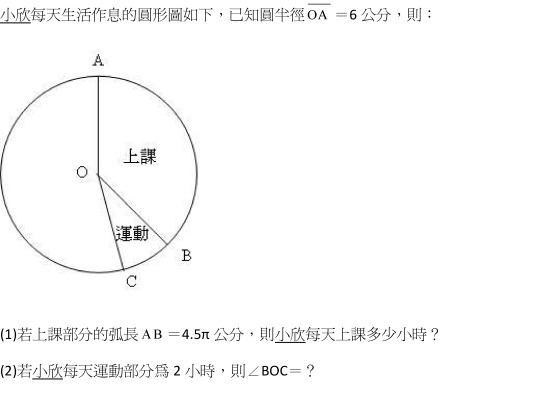 小欣每天生活作息的圓形圖如下，已知圓半徑OA＝6 公分，則：
A
上課
O
運動
B
C
(1)若上課部分的弧長 AB ＝4.5π 公分，則小欣每天上課多少小時？
(2)若小欣每天運動部分為 2 小時，則∠BOC＝？